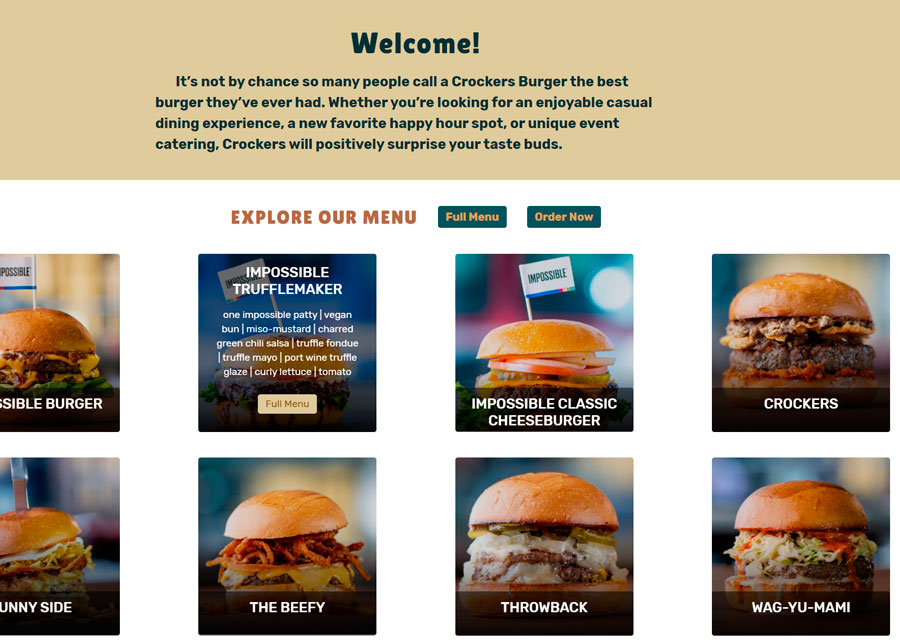 Welcome!
It’s not by chance so many people call a Crockers Burger the best
burger they’ve ever had. Whether you’re looking for an enjoyable casual
dining experience, a new favorite happy hour spot, or unique event
catering, Crockers will positively surprise your taste buds.
EXPLORE OUR MENU
Full Menu
Order Now
IMPOSSIBLE
SSIBLE BURGER
IMPOSSIBLE
IMPOSSIBLE
TRUFFLEMAKER
one impossible patty | vegan
bun | miso-mustard | charred
green chili salsa | truffle fondue
| truffle mayo | port wine truffle
glaze | curly lettuce | tomato
Full Menu
IMPOSSIBLE
IMPOSSIBLE CLASSIC
CHEESEBURGER
CROCKERS
UNNY SIDE
THE BEEFY
THROWBACK
WAG-YU-MAMI